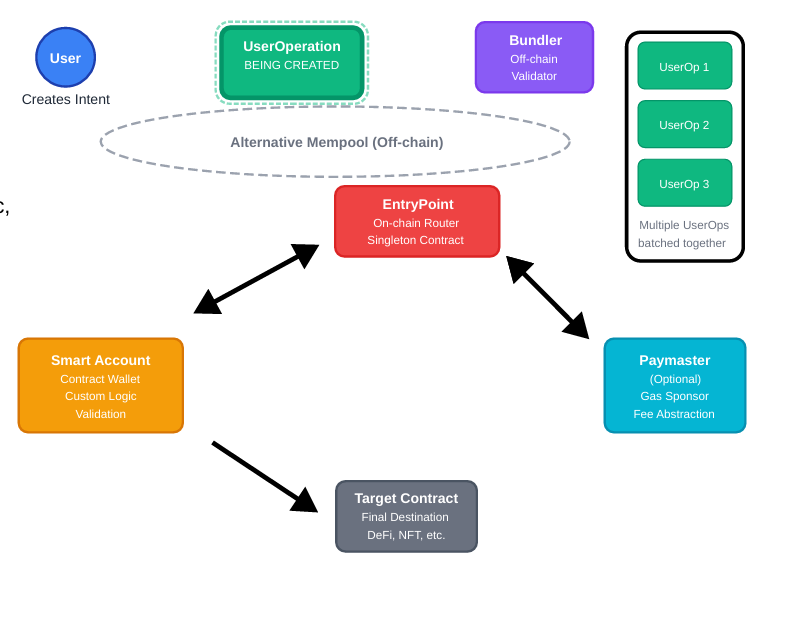 User
Creates Intent
UserOperation
BEING CREATED
Bundler
Off-chain
Validator
UserOp 1
UserOp 2
UserOp 3
Multiple UserOps
batched together
Alternative Mempool (Off-chain)
c,
EntryPoint
On-chain Router
Singleton Contract
Smart Account
Contract Wallet
Custom Logic
Validation
Paymaster
(Optional)
Gas Sponsor
Fee Abstraction
Target Contract
Final Destination
DeFi, NFT, etc.